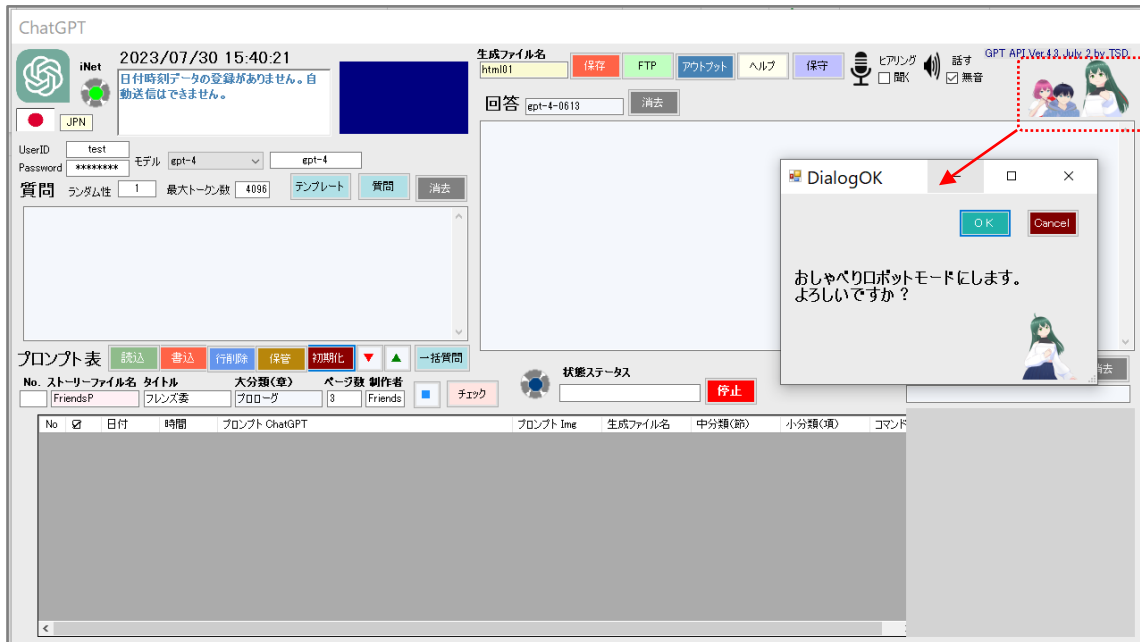 ChatGPT
iNet
2023/07/30 15:40:21
日付時刻データの登録がありません。自
動送信はできません。
JPN
生成ファイル名
html01
保存
FTP
アウトプット
ヘルプ
保守
ヒアリング
聞く
話す
無音
GPT API.Ver4.3. July. 2 by .TSD.
回答
gpt-4-0613
消去
UserID
test
Password
********
モデル
gpt-4
gpt-4
質問
ランダム性
1
最大トークン数
4096
テンプレート
質問
消去
DialogOK
OK
Cancel
おしゃべりロボットモードにします。
よろしいですか?
プロンプト表
読込
書込
行削除
保管
初期化
▼
▲
一括質問
No.
ストーリーファイル名
タイトル
大分類(章)
ページ数
制作者
FriendsP
フレンズ委
プロローグ
3
Friends
チェック
状態ステータス
停止
消去
No
日付
時間
プロンプト ChatGPT
プロンプト Img
生成ファイル名
中分類(節)
小分類(項)
コマンド